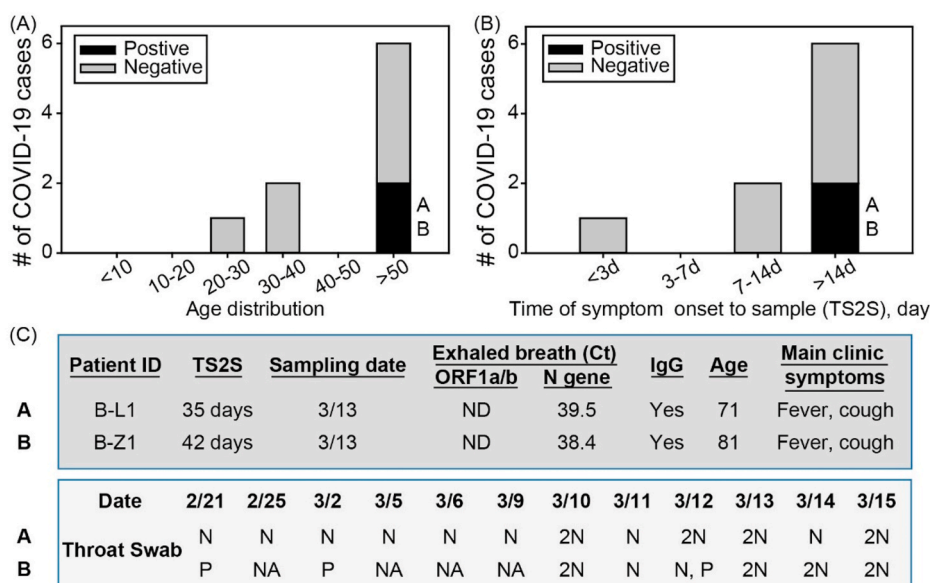 (A)
# of COVID-19 cases
6
4
2
0
Postive
Negative
A
B
<10 10-20 20-30 30-40 40-50 >50
Age distribution
(B)
# of COVID-19 cases
6
4
2
0
Positive
Negative
A
B
<3d 3-7d 7-14d >14d
Time of symptom onset to sample (TS2S), day
(C)
Patient ID TS2S Sampling date Exhaled breath (Ct) IgG Age Main clinic symptoms
ORF1a/b N gene
A B-L1 35 days 3/13 ND 39.5 Yes 71 Fever, cough
B B-Z1 42 days 3/13 ND 38.4 Yes 81 Fever, cough
Date 2/21 2/25 3/2 3/5 3/6 3/9 3/10 3/11 3/12 3/13 3/14 3/15
A N N N N N N 2N N 2N 2N N 2N
Throat Swab
B P NA P NA NA NA 2N N N, P 2N 2N 2N